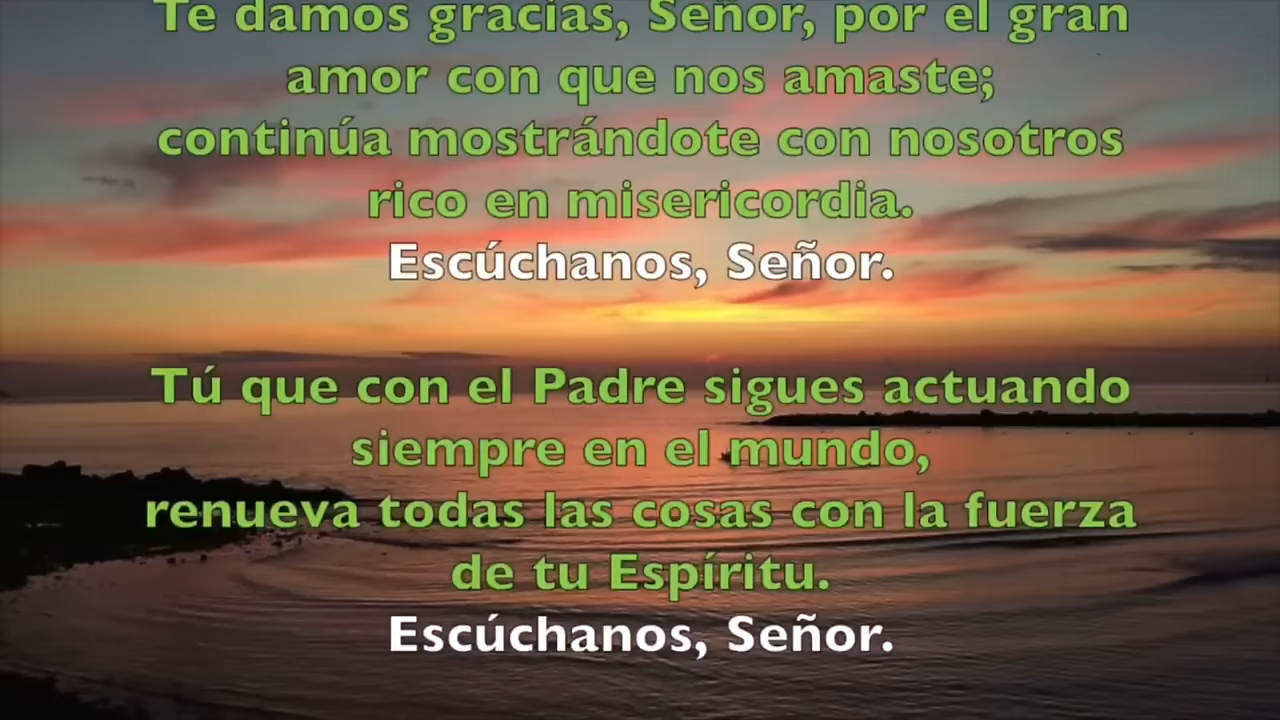 Te damos gracias, Señor, por el gran
amor con que nos amaste;
continúa mostrándote con nosotros
rico en misericordia.
Escúchanos, Señor.
Tú que con el Padre sigues actuando
siempre en el mundo,
renueva todas las cosas con la fuerza
de tu Espíritu.
Escúchanos, Señor.